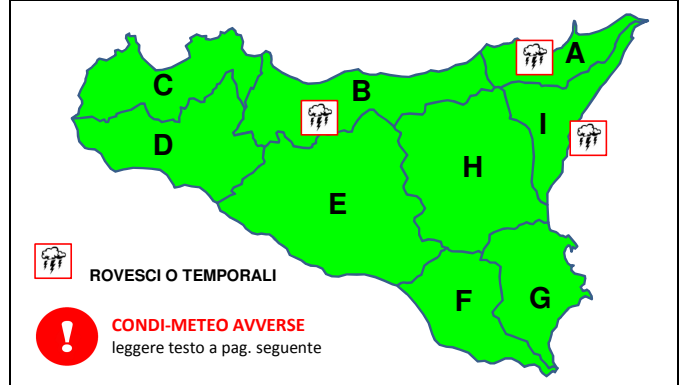 A
C
B
I
D
H
E
F
G
ROVESCI O TEMPORALI
!
CONDI-METEO AVVERSE
leggere testo a pag. seguente